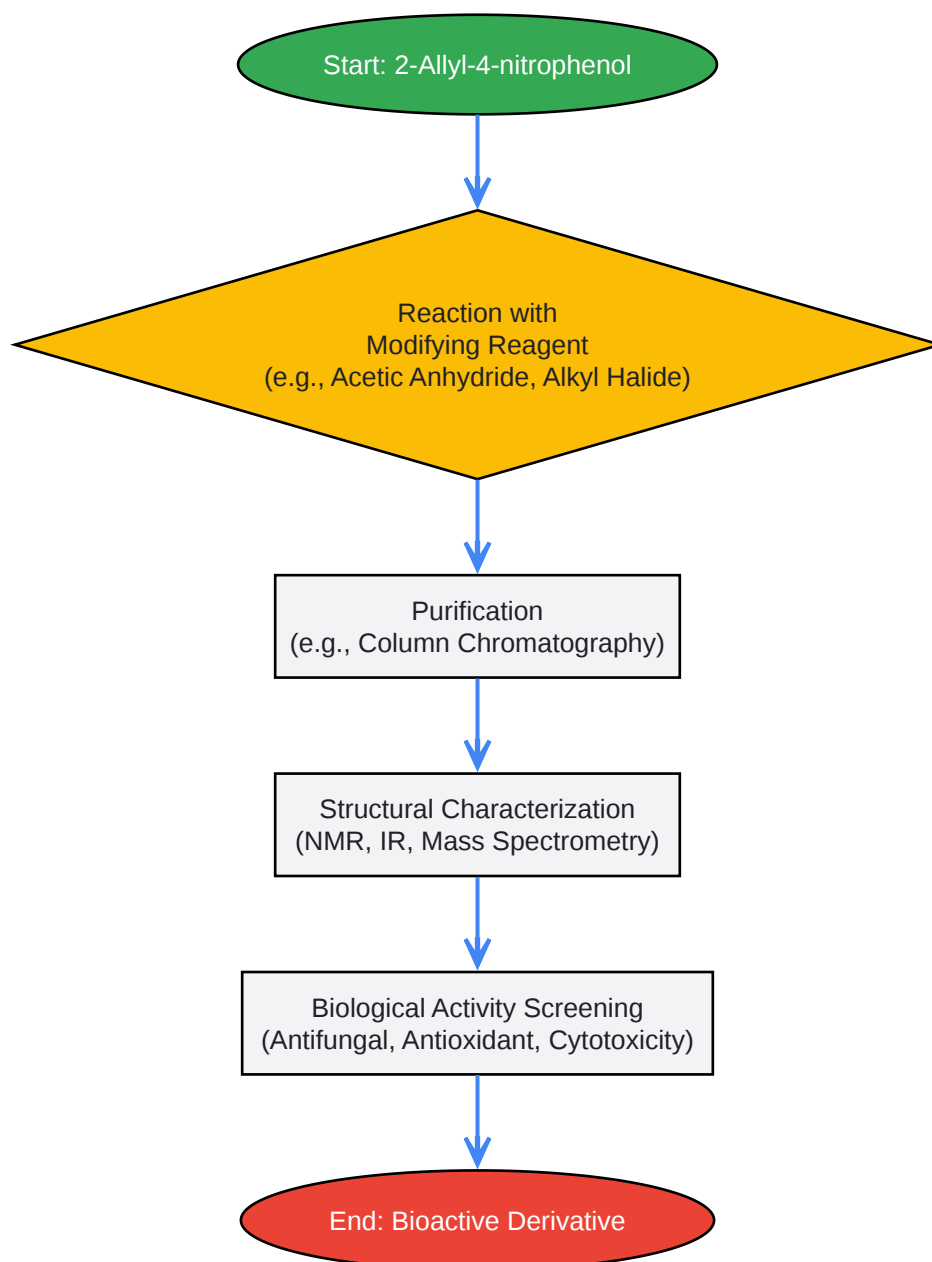 Start: 2-Allyl-4-nitrophenol
Reaction with
Modifying Reagent
(e.g., Acetic Anhydride, Alkyl Halide)
Purification
(e.g., Column Chromatography)
Structural Characterization
(NMR, IR, Mass Spectrometry)
Biological Activity Screening
(Antifungal, Antioxidant, Cytotoxicity)
End: Bioactive Derivative